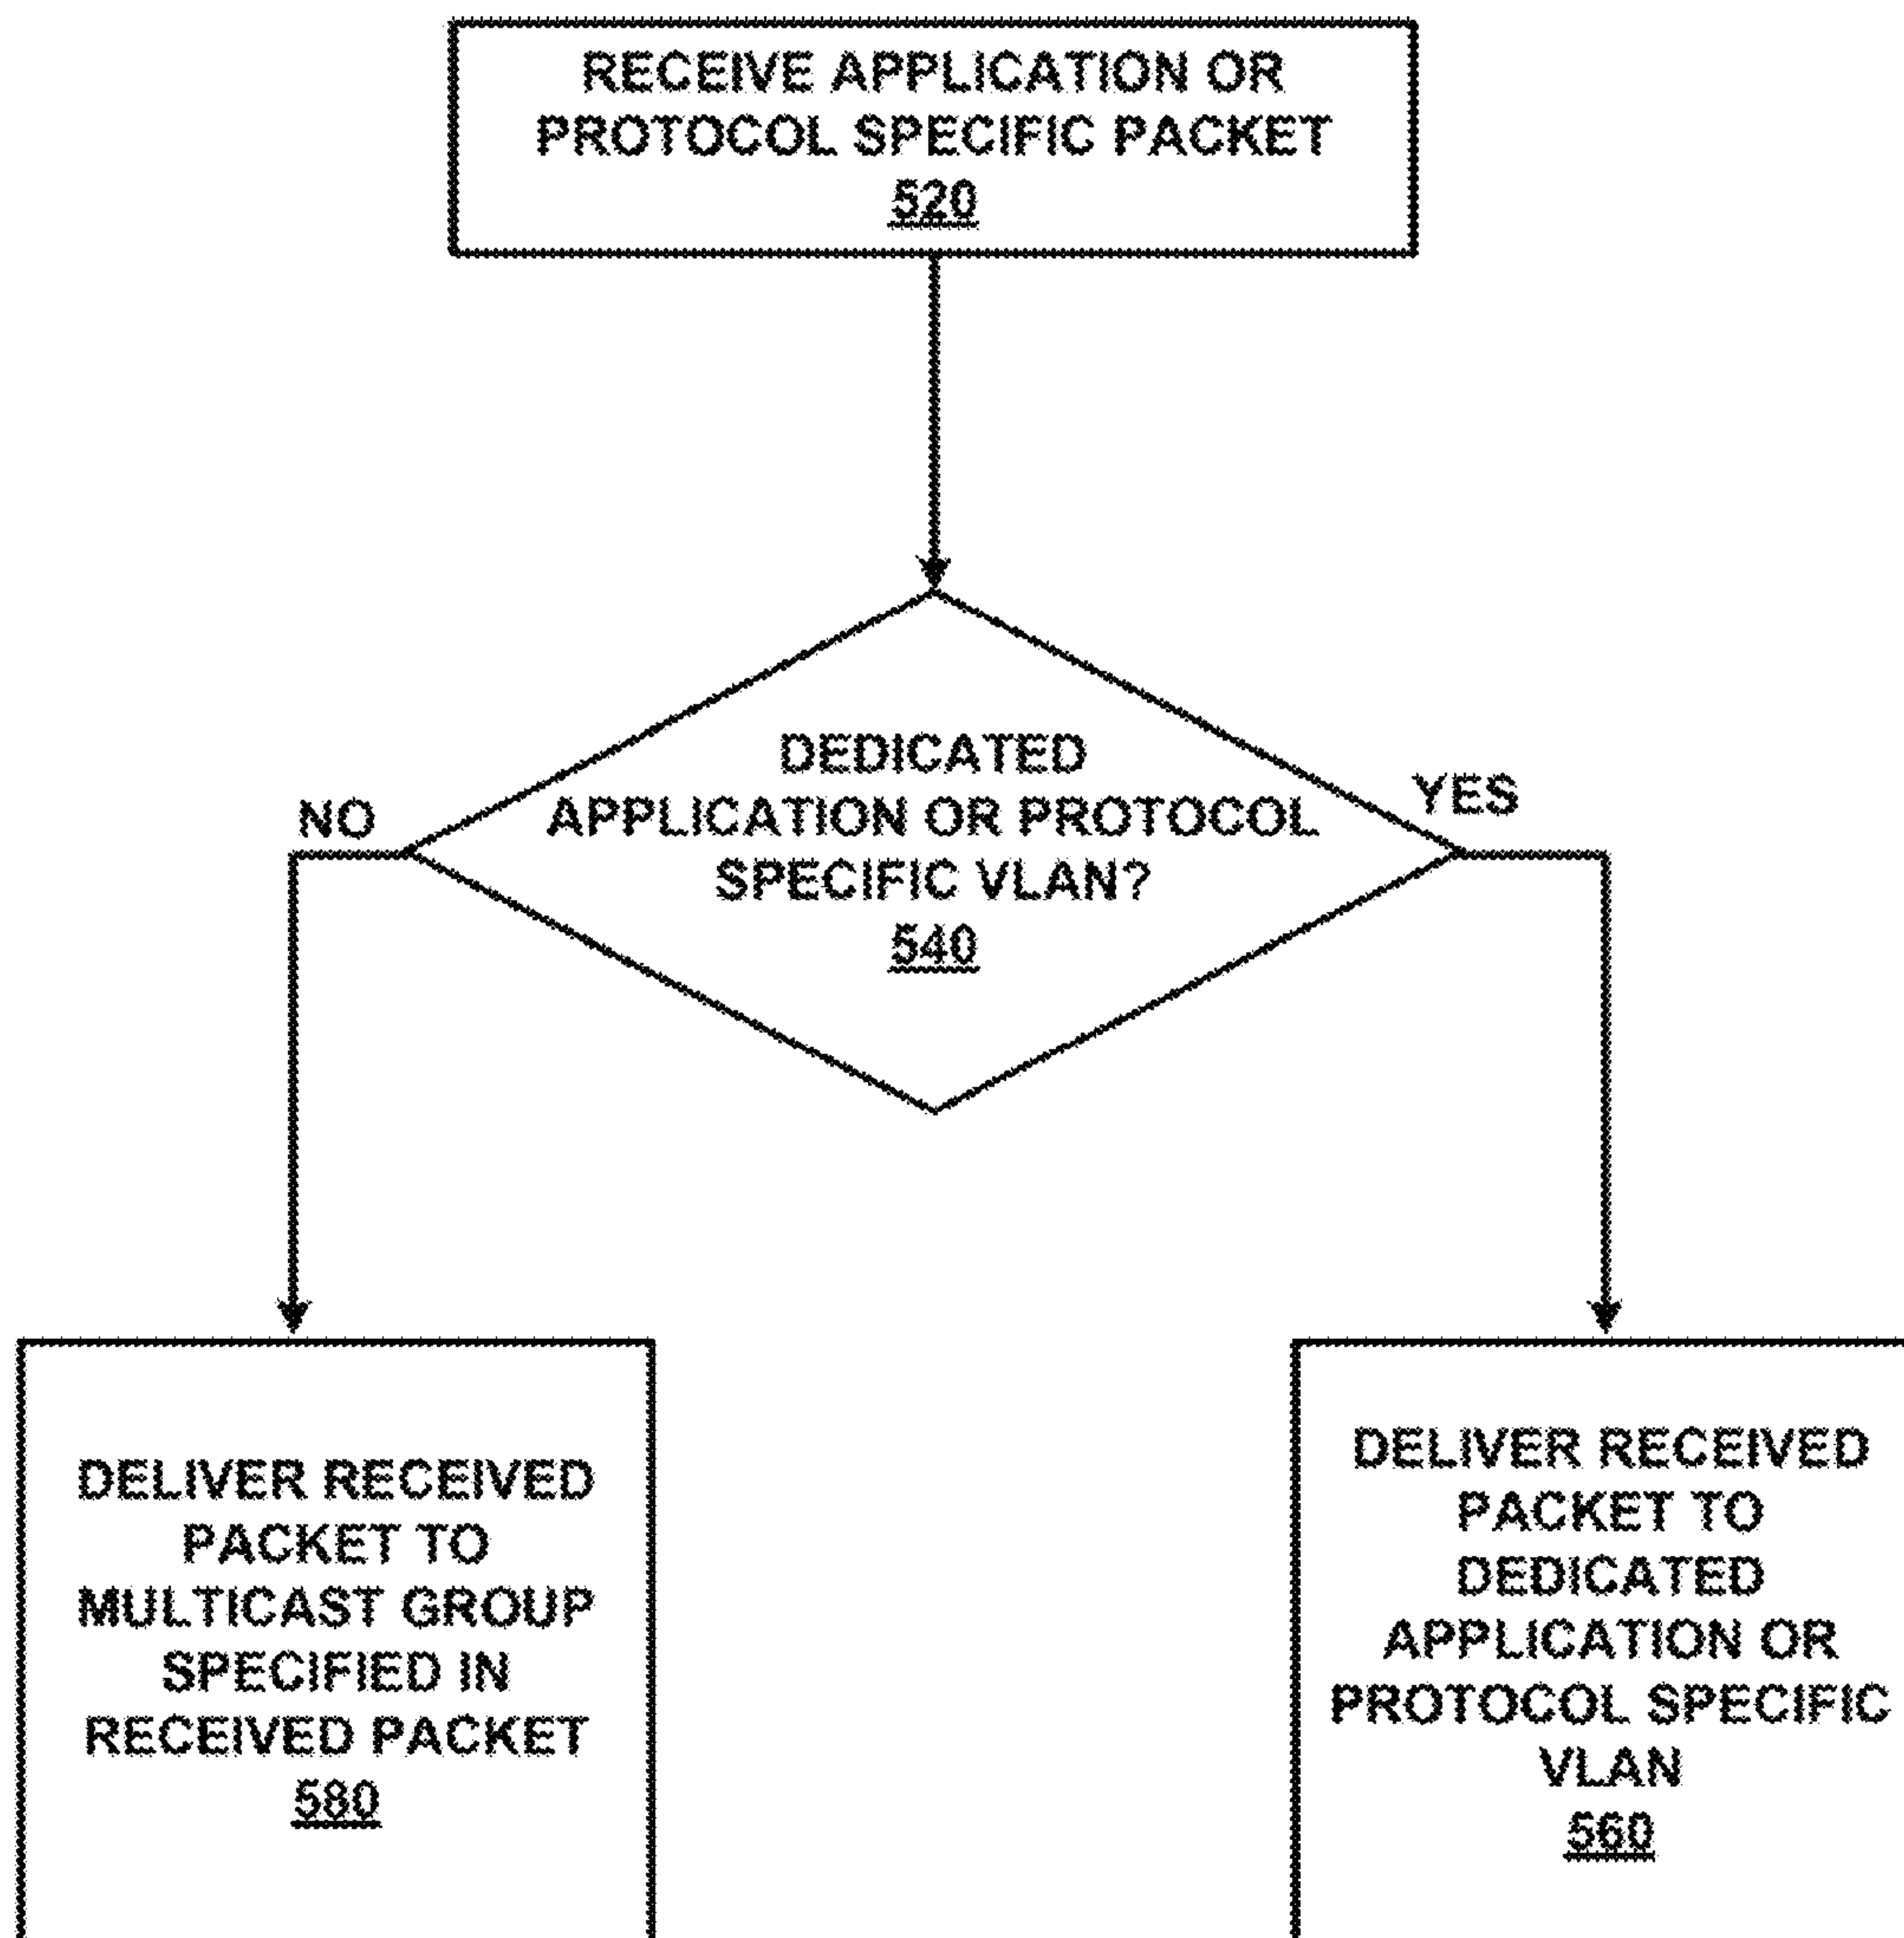 RECEIVE APPLICATION OR
PROTOCOL SPECIFIC PACKET
520
DEDICATED
APPLICATION OR PROTOCOL
SPECIFIC VLAN?
540
NO
YES
DELIVER RECEIVED
PACKET TO
MULTICAST GROUP
SPECIFIED IN
RECEIVED PACKET
580
DELIVER RECEIVED
PACKET TO
DEDICATED
APPLICATION OR
PROTOCOL SPECIFIC
VLAN
560